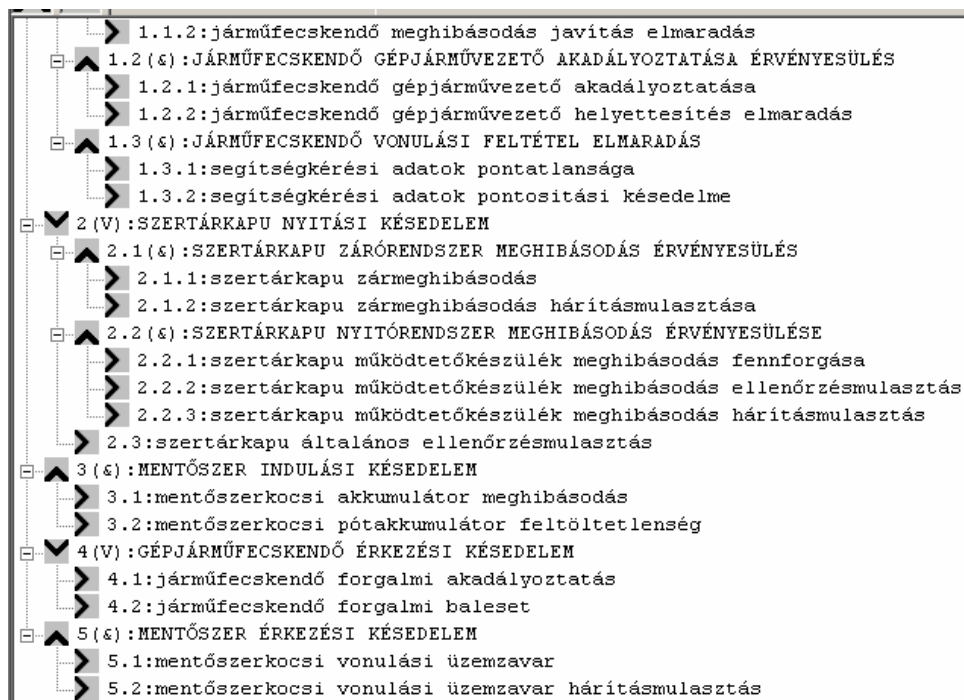 1.1.2:járműfecskendő meghibásodás javítás elmaradás
1.2(&):JÁRMŰFECSKENDŐ GÉPJÁRMŰVEZETŐ AKADÁLYOZTATÁSA ÉRVÉNYESÜLÉS
1.2.1:járműfecskendő gépjárművezető akadályoztatása
1.2.2:járműfecskendő gépjárművezető helyettesítés elmaradás
1.3(&):JÁRMŰFECSKENDŐ VONULÁSI FELTÉTEL ELMARADÁS
1.3.1:segítségkérési adatok pontatlansága
1.3.2:segítségkérési adatok pontositási késedelme
2(V):SZERTÁRKAPU NYITÁSI KÉSEDELEM
2.1(&):SZERTÁRKAPU ZÁRÓRENDSZER MEGHIBÁSODÁS ÉRVÉNYESÜLÉS
2.1.1:szertárkapu zármeghibásodás
2.1.2:szertárkapu zármeghibásodás hárításmulasztása
2.2(&):SZERTÁRKAPU NYITÓRENDSZER MEGHIBÁSODÁS ÉRVÉNYESÜLÉSE
2.2.1:szertárkapu működtetőkészülék meghibásodás fennforgása
2.2.2:szertárkapu működtetőkészülék meghibásodás ellenőrzésmulasztás
2.2.3:szertárkapu működtetőkészülék meghibásodás hárításmulasztás
2.3:szertárkapu általános ellenőrzésmulasztás
3(&):MENTŐSZER INDULÁSI KÉSEDELEM
3.1:mentőszerkocsi akkumulátor meghibásodás
3.2:mentőszerkocsi pótakkumulátor feltöltetlenség
4(V):GÉPJÁRMŰFECSKENDŐ ÉRKEZÉSI KÉSEDELEM
4.1:járműfecskendő forgalmi akadályoztatás
4.2:járműfecskendő forgalmi baleset
5(&):MENTŐSZER ÉRKEZÉSI KÉSEDELEM
5.1:mentőszerkocsi vonulási üzemzavar
5.2:mentőszerkocsi vonulási üzemzavar hárításmulasztás